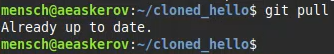 mensch@aeaskerov:~/cloned_hello$ git pull
Already up to date.
mensch@aeaskerov:~/cloned_hello$